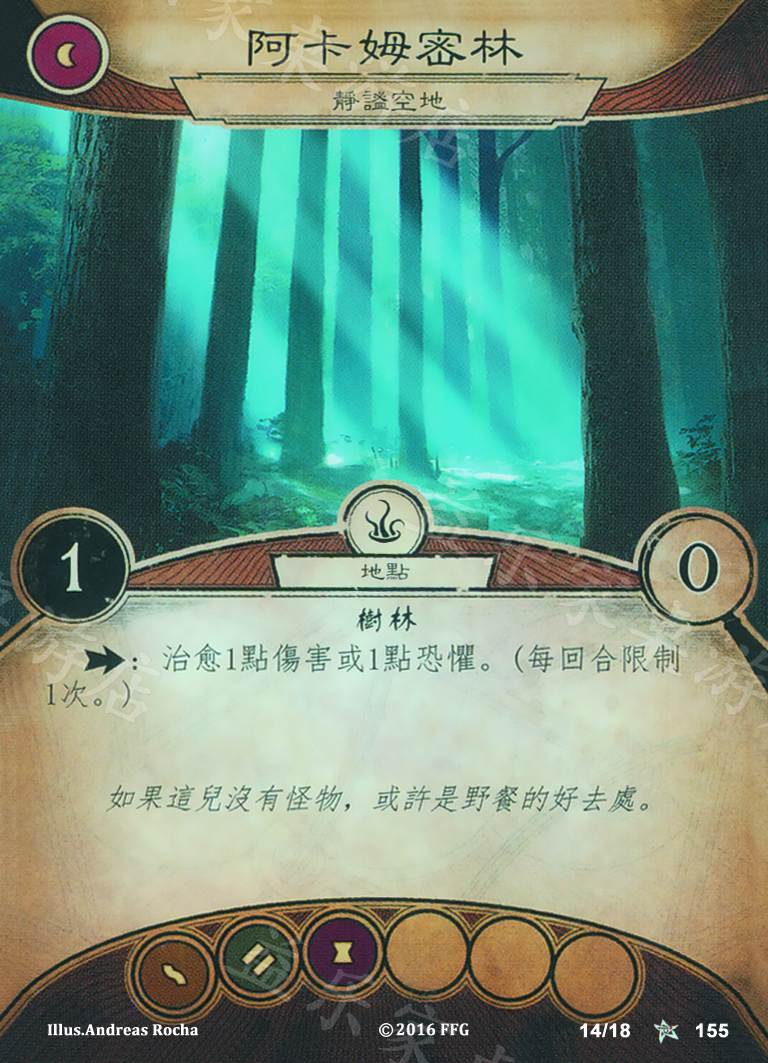 阿卡姆密林
靜謐空地
1
地點
0
樹林
：治愈1點傷害或1點恐懼。（每回合限制
1次。）
如果這兒沒有怪物，或許是野餐的好去處。
Illus.Andreas Rocha
©2016 FFG
14/18
155